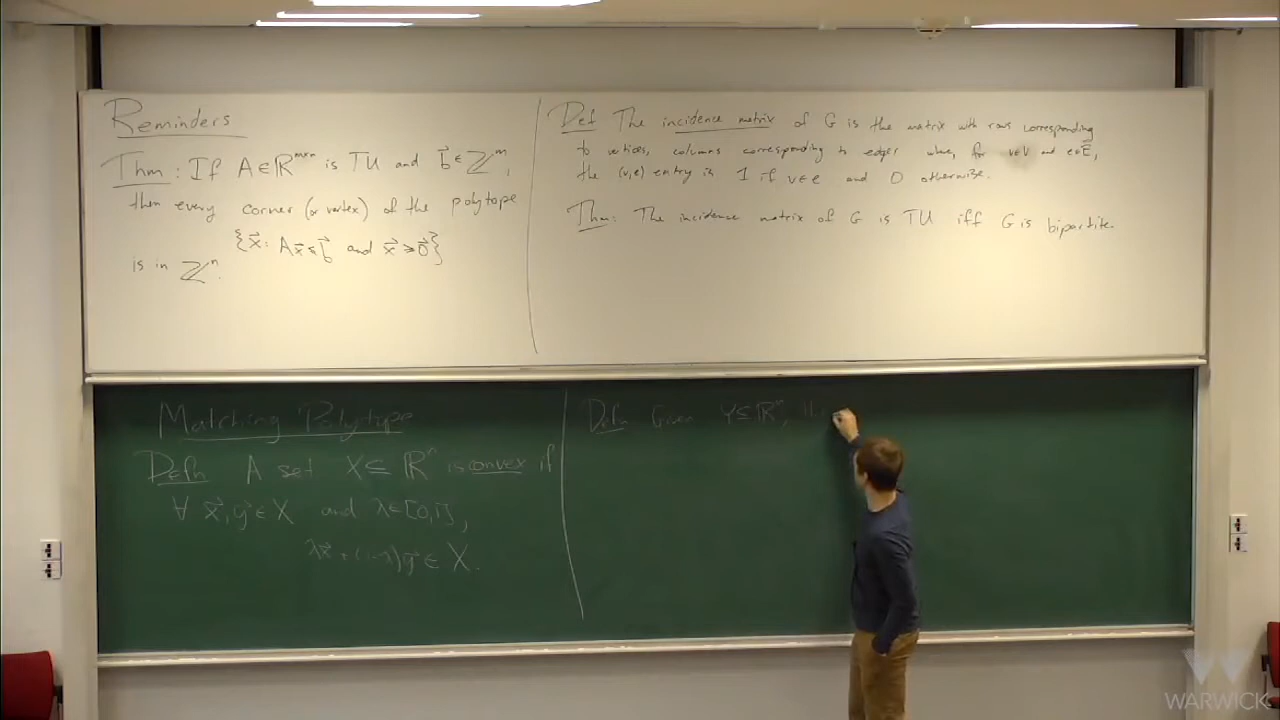 Reminders
Thm: If A ∈ ℝ^{m×n} is TU and b⃗ ∈ ℤ^m,
then every corner (or vertex) of the polytope
{x⃗: Ax⃗ ≤ b⃗ and x⃗ ≥ 0⃗}
is in ℤ^n.
Def The incidence matrix of G is the matrix with rows corresponding
to vertices, columns corresponding to edges where, for v∈V and e∈E,
the (v,e) entry is 1 if v∈e and 0 otherwise.
Thm: The incidence matrix of G is TU iff G is bipartite.
Matching Polytope
Defn A set X ⊆ ℝ^n is convex if
∀ x⃗, y⃗ ∈ X and λ ∈ [0,1],
λx⃗ + (1-λ)y⃗ ∈ X.
Defn Given Y ⊆ ℝ^n,
WARWICK